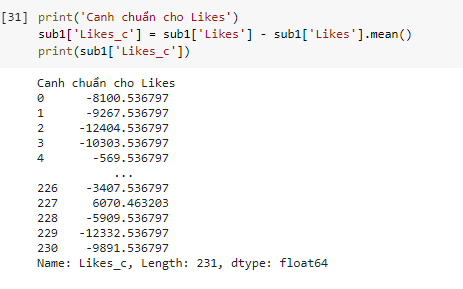 [31] print('Canh chuẩn cho Likes')
sub1['Likes_c'] = sub1['Likes'] - sub1['Likes'].mean()
print(sub1['Likes_c'])
Canh chuẩn cho Likes
0 -8100.536797
1 -9267.536797
2 -12404.536797
3 -10303.536797
4 -569.536797
...
226 -3407.536797
227 6070.463203
228 -5909.536797
229 -12332.536797
230 -9891.536797
Name: Likes_c, Length: 231, dtype: float64